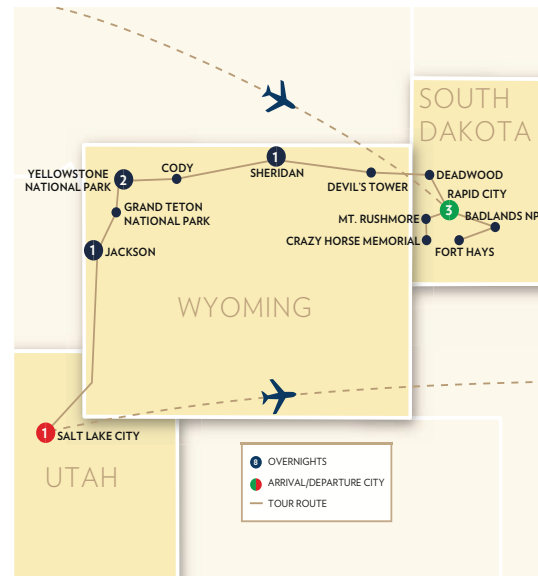 SOUTH
DAKOTA
CODY
1
SHERIDAN
YELLOWSTONE
NATIONAL PARK
2
DEVIL'S TOWER
DEADWOOD
RAPID CITY
3
GRAND TETON
NATIONAL PARK
MT. RUSHMORE
BADLANDS NP
CRAZY HORSE MEMORIAL
FORT HAYS
1
JACKSON
WYOMING
1
SALT LAKE CITY
UTAH
8
OVERNIGHTS
ARRIVAL/DEPARTURE CITY
TOUR ROUTE